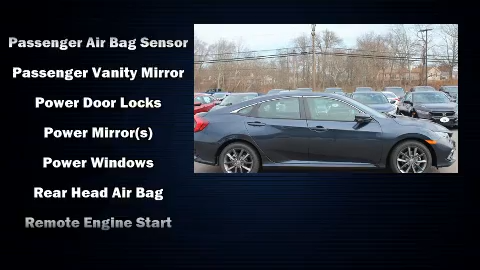 Passenger Air Bag Sensor
Passenger Vanity Mirror
Power Door Locks
Power Mirror(s)
Power Windows
Rear Head Air Bag
Remote Engine Start